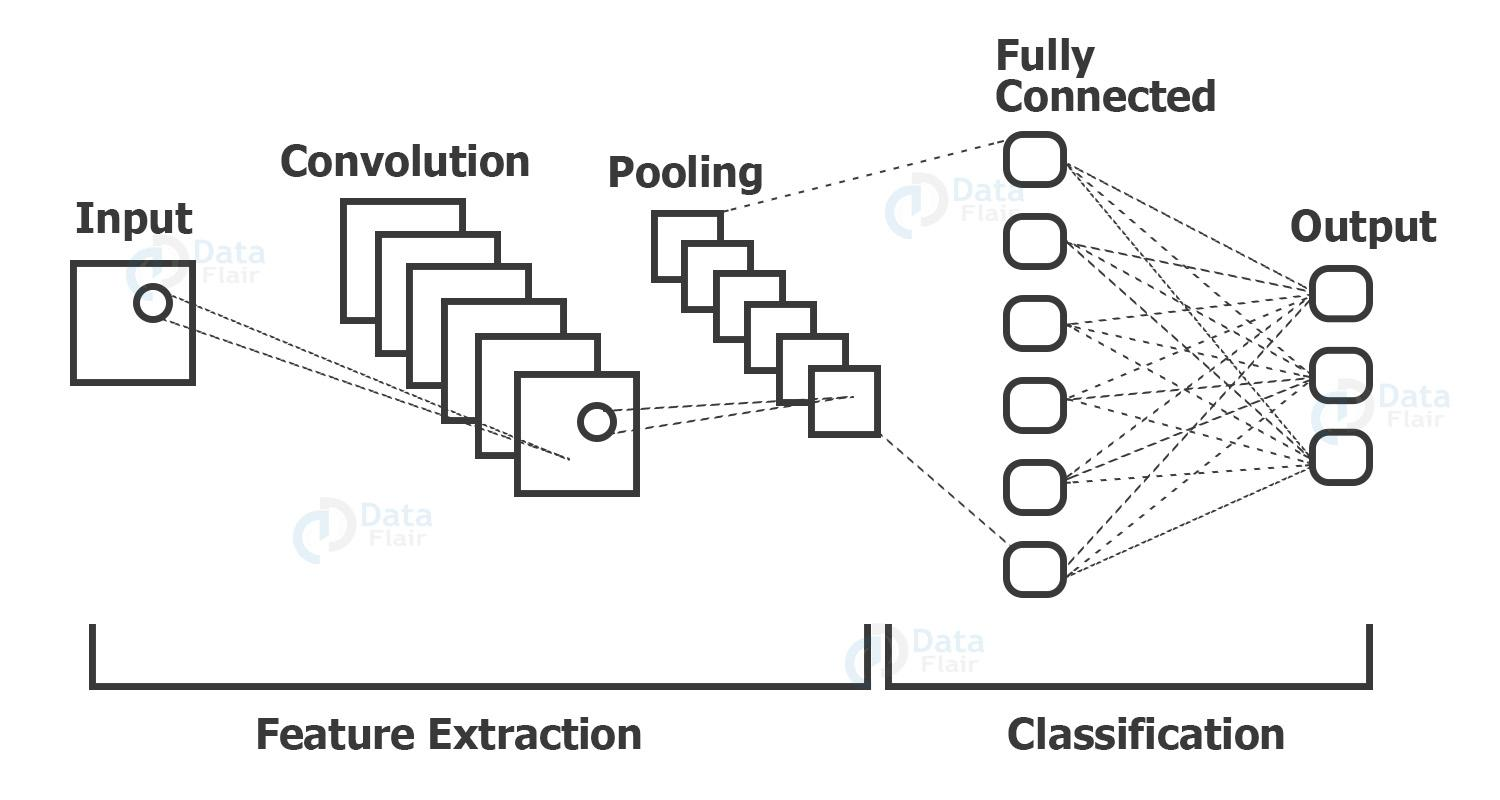 Fully
Connected
Convolution
Pooling
Input
Output
Data
Flair
Data
Flair
Data
Flair
Data
Flair
Data
Flair
Feature Extraction
Classification